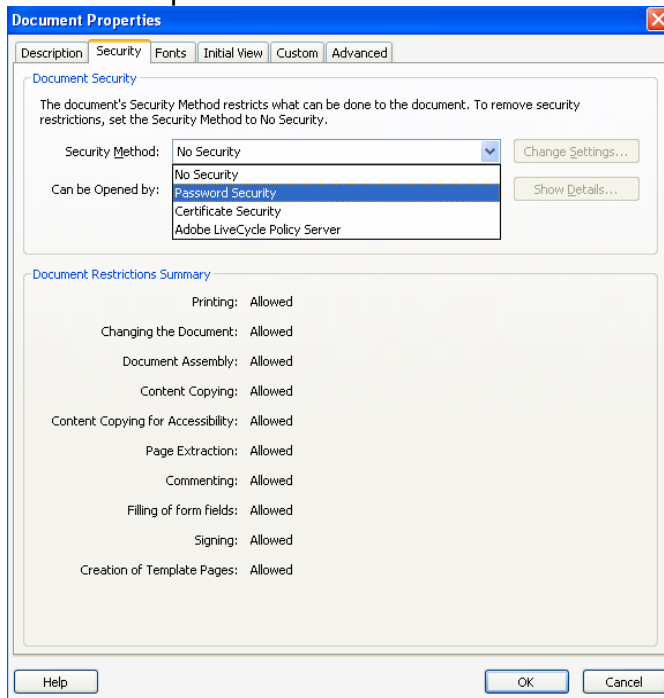 Document Properties
Description Security Fonts Initial View Custom Advanced
Document Security
The document's Security Method restricts what can be done to the document. To remove security
restrictions, set the Security Method to No Security.
Security Method: No Security Change Settings...
No Security
Can be Opened by: Password Security Show Details...
Certificate Security
Adobe LiveCycle Policy Server
Document Restrictions Summary
Printing: Allowed
Changing the Document: Allowed
Document Assembly: Allowed
Content Copying: Allowed
Content Copying for Accessibility: Allowed
Page Extraction: Allowed
Commenting: Allowed
Filling of form fields: Allowed
Signing: Allowed
Creation of Template Pages: Allowed
Help OK Cancel